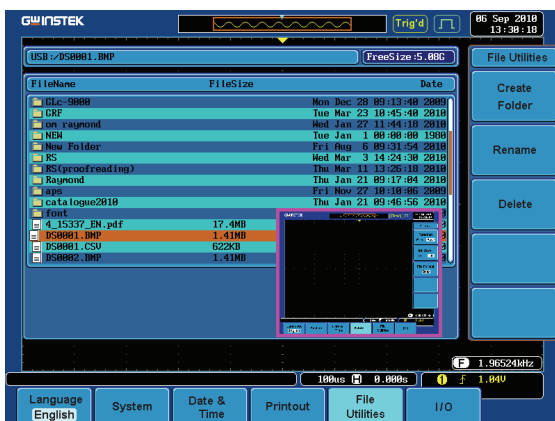 GWINSTEK
Trig'd
06 Sep 2010
13:30:18
USB:/DS0001.BMP
FreeSize:5.08G
File Utilities
FileName FileSize Date
GLc-9000 Mon Dec 28 09:13:40 2009
GRF Tue Mar 23 10:45:40 2010
om raymond Wed Jan 27 11:44:18 2010
NEW Tue Jan 1 00:00:00 1980
New Folder Fri Aug 6 09:31:54 2010
RS Wed Mar 3 14:24:30 2010
RS(proofreading) Thu Mar 11 13:26:18 2010
Raymond Thu Jan 21 09:17:04 2010
aps Fri Nov 27 10:10:06 2009
catalogue2010 Thu Jan 21 09:46:56 2010
font
4_15337_EN.pdf 17.4MB
DS0001.BMP 1.41MB
DS0001.CSV 622KB
DS0002.BMP 1.41MB
Create
Folder
Rename
Delete
F 1.96524kHz
100us H 0.000s
1 f 1.04V
Language
English
System
Date &
Time
Printout
File
Utilities
I/O